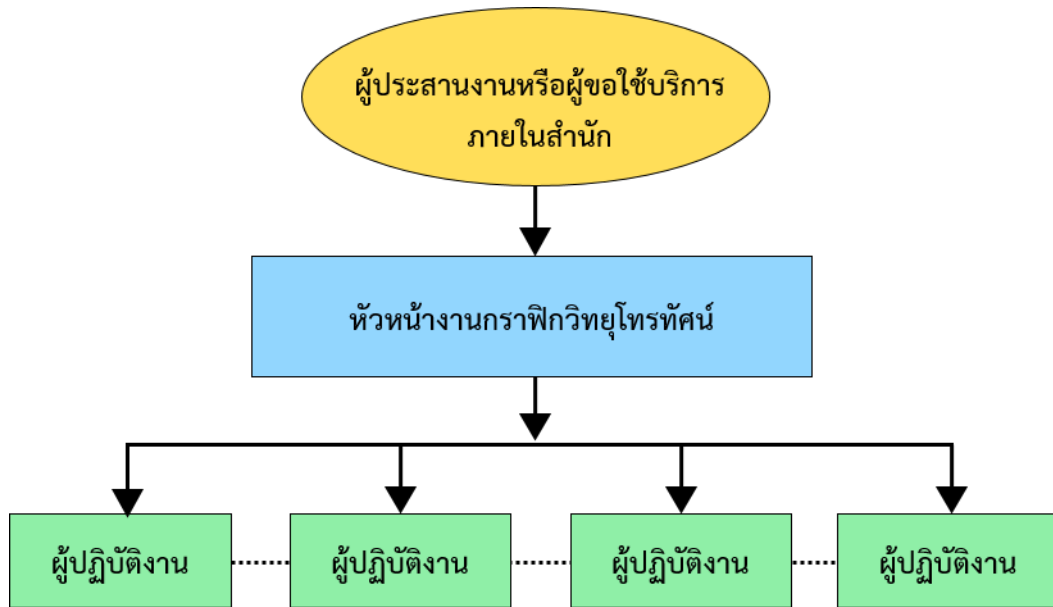 ผู้ประสานงานหรือผู้ขอใช้บริการ
ภายในสำนัก
หัวหน้างานกราฟิกวิทยุโทรทัศน์
ผู้ปฏิบัติงาน
ผู้ปฏิบัติงาน
ผู้ปฏิบัติงาน
ผู้ปฏิบัติงาน